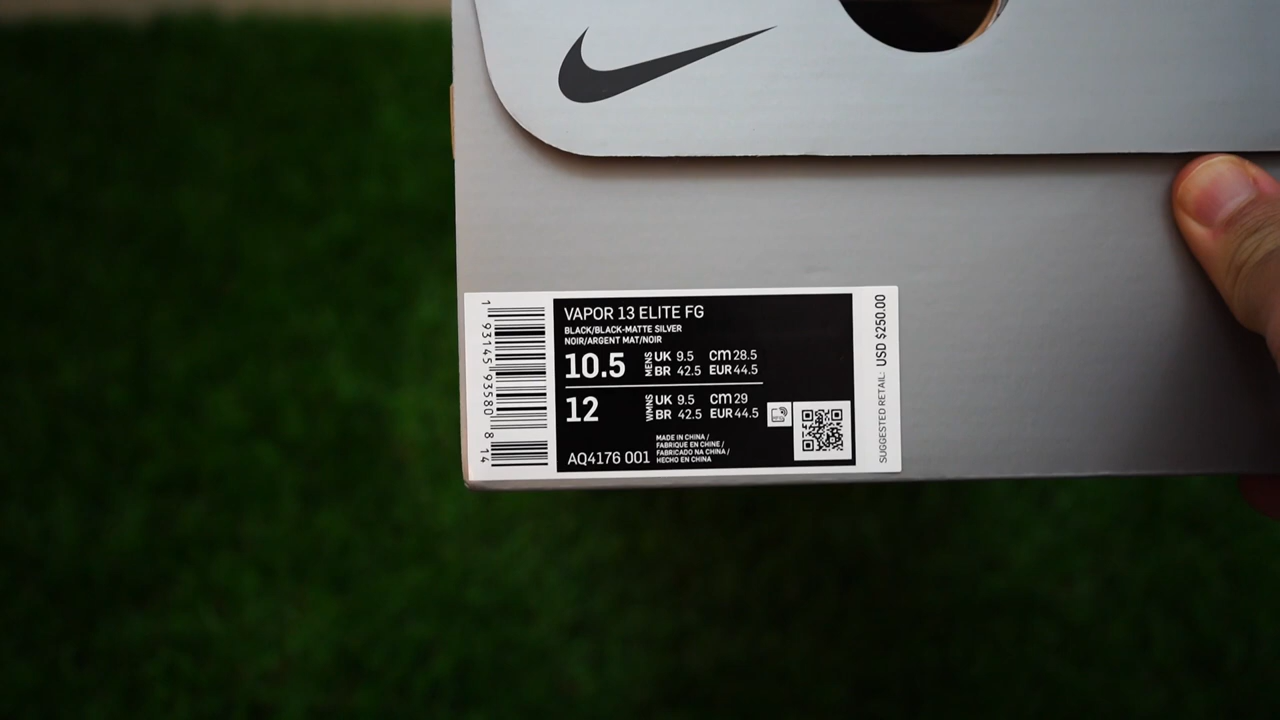 VAPOR 13 ELITE FG
BLACK/BLACK-MATTE SILVER
NOIR/ARGENT MAT/NOIR
10.5 MENS UK 9.5 cm 28.5
BR 42.5 EUR 44.5
12 WMNS UK 9.5 cm 29
BR 42.5 EUR 44.5
AQ4176 001
MADE IN CHINA /
FABRIQUE EN CHINE /
FABRICADO NA CHINA /
HECHO EN CHINA
1 93145 93580 8 14
SUGGESTED RETAIL: USD $250.00